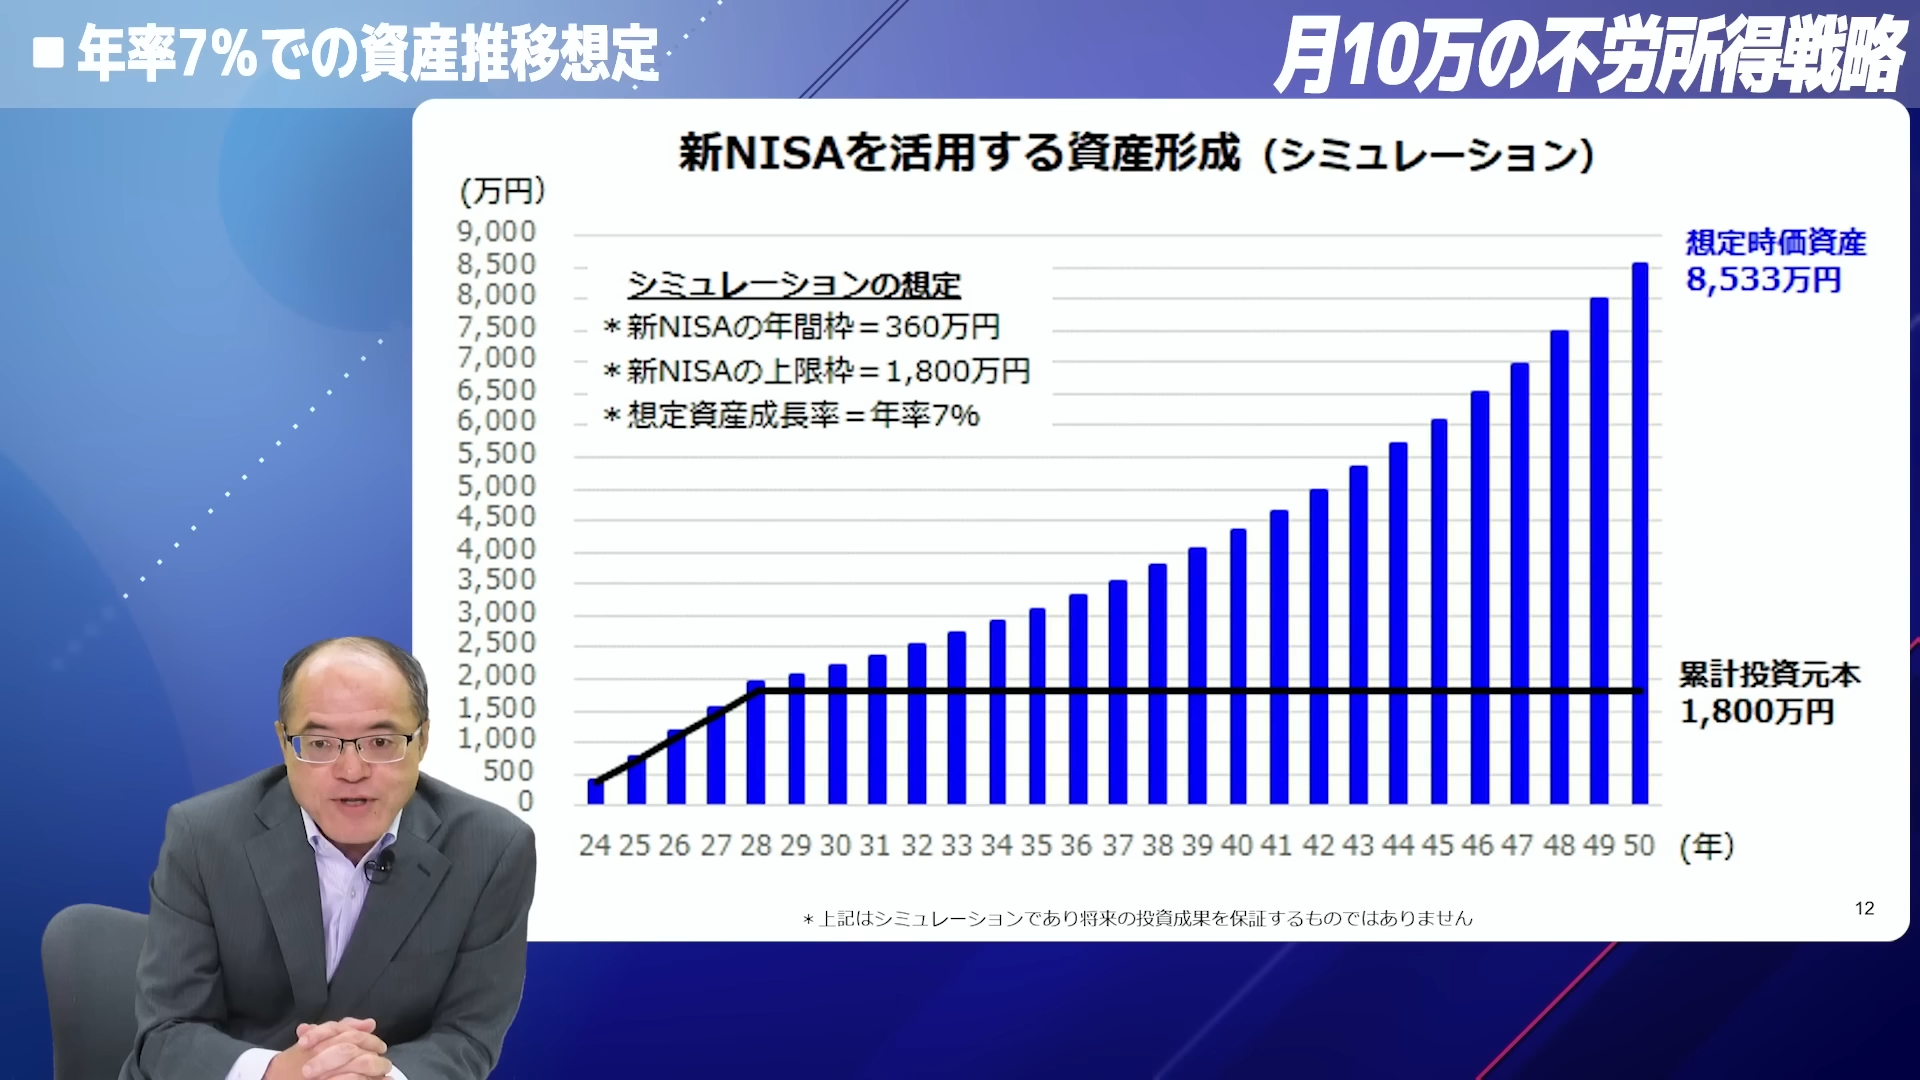 ■ 年率7%での資産推移想定
月10万の不労所得戦略
新NISAを活用する資産形成（シミュレーション）
(万円)
9,000
8,500
8,000
7,500
7,000
6,500
6,000
5,500
5,000
4,500
4,000
3,500
3,000
2,500
2,000
1,500
1,000
500
0
シミュレーションの想定
＊新NISAの年間枠＝360万円
＊新NISAの上限枠＝1,800万円
＊想定資産成長率＝年率7%
想定時価資産
8,533万円
累計投資元本
1,800万円
24 25 26 27 28 29 30 31 32 33 34 35 36 37 38 39 40 41 42 43 44 45 46 47 48 49 50 (年)
＊上記はシミュレーションであり将来の投資成果を保証するものではありません
12